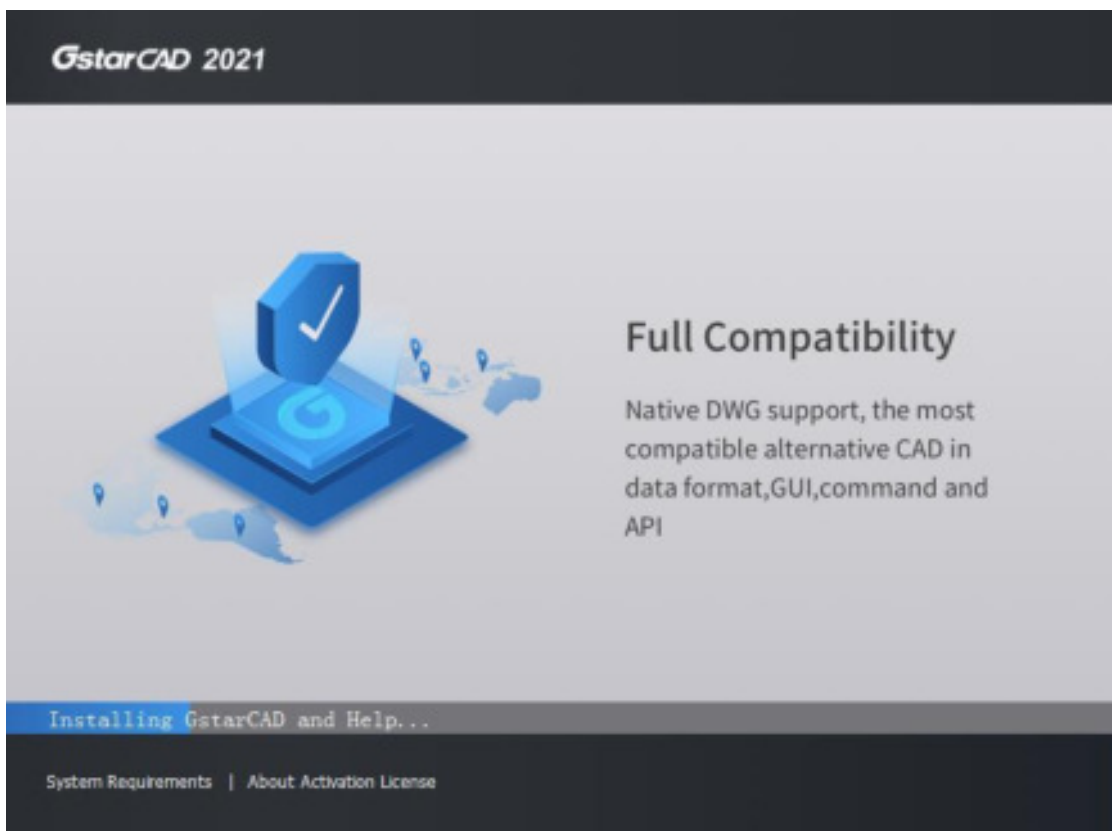 GstarCAD 2021
Full Compatibility
Native DWG support, the most
compatible alternative CAD in
data format,GUI,command and
API
Installing GstarCAD and Help...
System Requirements | About Activation License